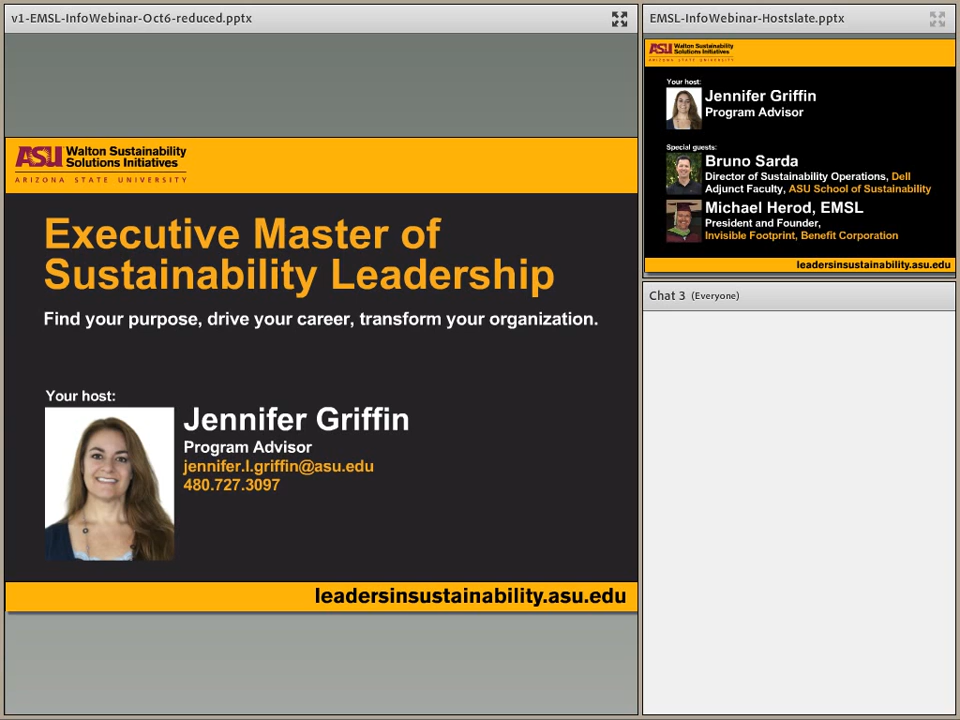 v1-EMSL-InfoWebinar-Oct6-reduced.pptx
ASU Walton Sustainability
Solutions Initiatives
ARIZONA STATE UNIVERSITY
Executive Master of
Sustainability Leadership
Find your purpose, drive your career, transform your organization.
Your host:
Jennifer Griffin
Program Advisor
jennifer.l.griffin@asu.edu
480.727.3097
leadersinsustainability.asu.edu
EMSL-InfoWebinar-Hostslate.pptx
ASU Walton Sustainability
Solutions Initiatives
ARIZONA STATE UNIVERSITY
Your host:
Jennifer Griffin
Program Advisor
Special guests:
Bruno Sarda
Director of Sustainability Operations, Dell
Adjunct Faculty, ASU School of Sustainability
Michael Herod, EMSL
President and Founder,
Invisible Footprint, Benefit Corporation
leadersinsustainability.asu.edu
Chat 3 (Everyone)